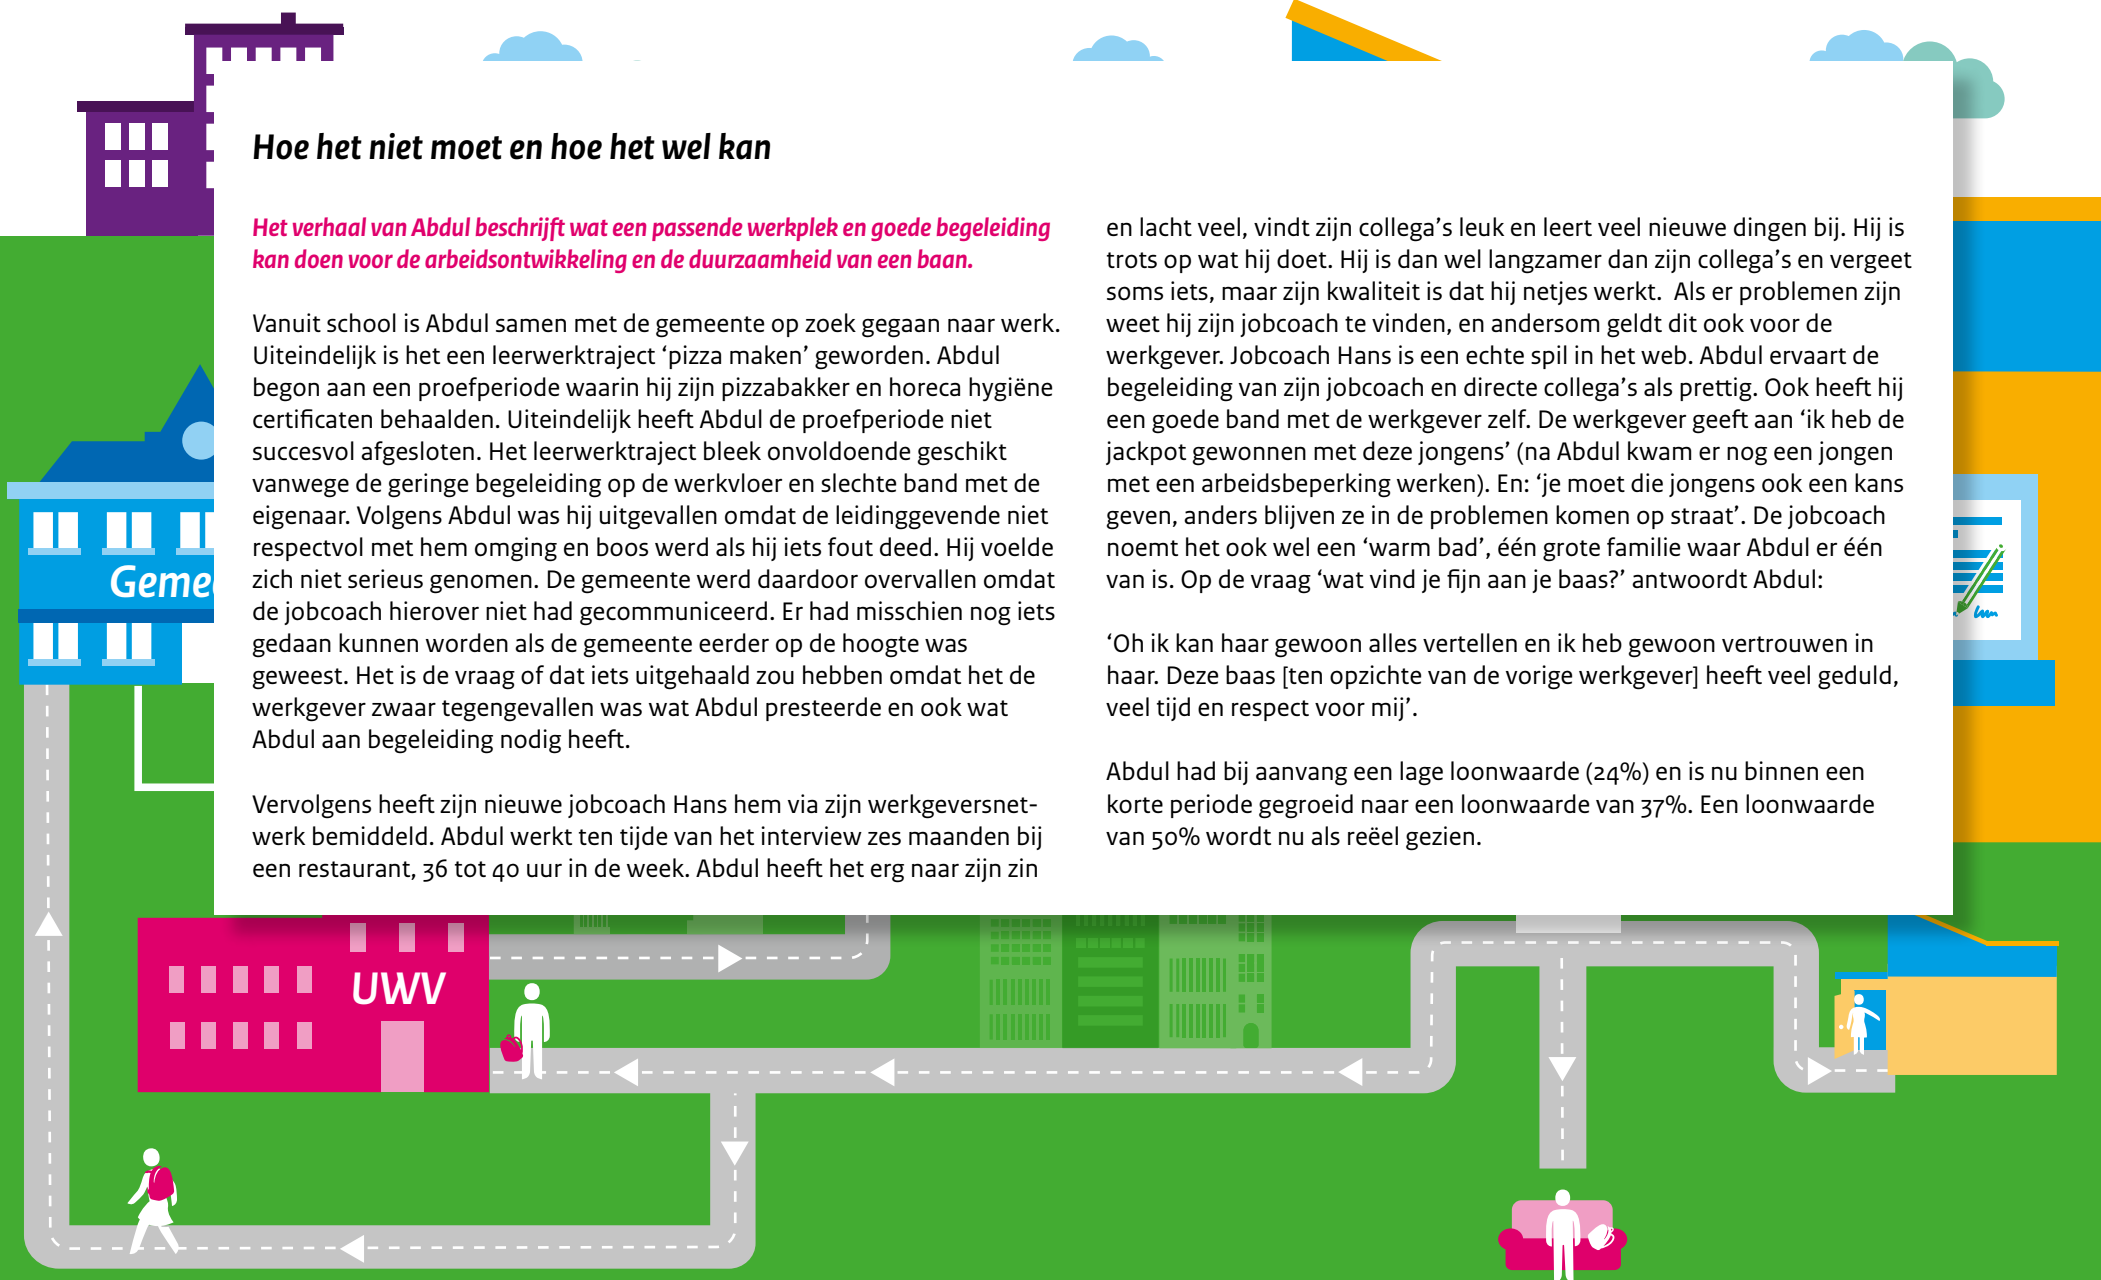 Hoe het niet moet en hoe het wel kan
Het verhaal van Abdul beschrijft wat een passende werkplek en goede begeleiding
kan doen voor de arbeidsontwikkeling en de duurzaamheid van een baan.
Vanuit school is Abdul samen met de gemeente op zoek gegaan naar werk.
Uiteindelijk is het een leerwerktraject ‘pizza maken’ geworden. Abdul
begon aan een proefperiode waarin hij zijn pizzabakker en horeca hygiëne
certificaten behaalden. Uiteindelijk heeft Abdul de proefperiode niet
succesvol afgesloten. Het leerwerktraject bleek onvoldoende geschikt
vanwege de geringe begeleiding op de werkvloer en slechte band met de
eigenaar. Volgens Abdul was hij uitgevallen omdat de leidinggevende niet
respectvol met hem omging en boos werd als hij iets fout deed. Hij voelde
zich niet serieus genomen. De gemeente werd daardoor overvallen omdat
de jobcoach hierover niet had gecommuniceerd. Er had misschien nog iets
gedaan kunnen worden als de gemeente eerder op de hoogte was
geweest. Het is de vraag of dat iets uitgehaald zou hebben omdat het de
werkgever zwaar tegengevallen was wat Abdul presteerde en ook wat
Abdul aan begeleiding nodig heeft.
Vervolgens heeft zijn nieuwe jobcoach Hans hem via zijn werkgeversnet-
werk bemiddeld. Abdul werkt ten tijde van het interview zes maanden bij
een restaurant, 36 tot 40 uur in de week. Abdul heeft het erg naar zijn zin
en lacht veel, vindt zijn collega’s leuk en leert veel nieuwe dingen bij. Hij is
trots op wat hij doet. Hij is dan wel langzamer dan zijn collega’s en vergeet
soms iets, maar zijn kwaliteit is dat hij netjes werkt.  Als er problemen zijn
weet hij zijn jobcoach te vinden, en andersom geldt dit ook voor de
werkgever. Jobcoach Hans is een echte spil in het web. Abdul ervaart de
begeleiding van zijn jobcoach en directe collega’s als prettig. Ook heeft hij
een goede band met de werkgever zelf. De werkgever geeft aan ‘ik heb de
jackpot gewonnen met deze jongens’ (na Abdul kwam er nog een jongen
met een arbeidsbeperking werken). En: ‘je moet die jongens ook een kans
geven, anders blijven ze in de problemen komen op straat’. De jobcoach
noemt het ook wel een ‘warm bad’, één grote familie waar Abdul er één
van is. Op de vraag ‘wat vind je fijn aan je baas?’ antwoordt Abdul:
‘Oh ik kan haar gewoon alles vertellen en ik heb gewoon vertrouwen in
haar. Deze baas [ten opzichte van de vorige werkgever] heeft veel geduld,
veel tijd en respect voor mij’.
Abdul had bij aanvang een lage loonwaarde (24%) en is nu binnen een
korte periode gegroeid naar een loonwaarde van 37%. Een loonwaarde
van 50% wordt nu als reëel gezien.
Geme
UWV